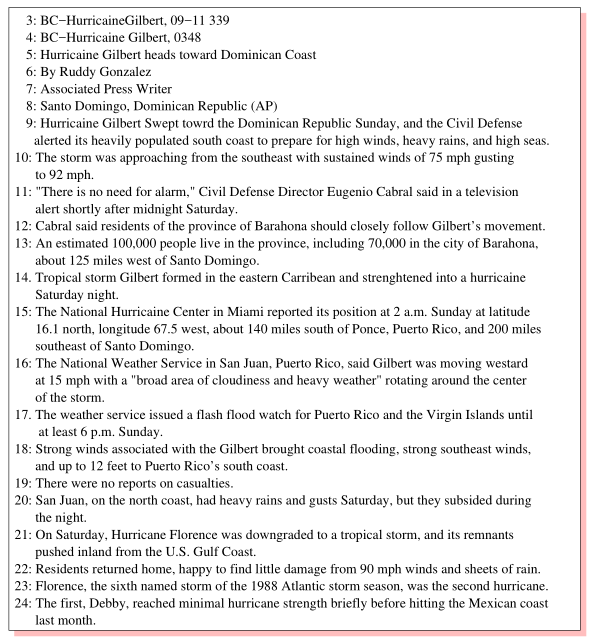 3: BC−HurricaneGilbert, 09−11 339
4: BC−Hurricane Gilbert, 0348
5: Hurricane Gilbert heads toward Dominican Coast
6: By Ruddy Gonzalez
7: Associated Press Writer
8: Santo Domingo, Dominican Republic (AP)
9: Hurricane Gilbert Swept towrd the Dominican Republic Sunday, and the Civil Defense
alerted its heavily populated south coast to prepare for high winds, heavy rains, and high seas.
10: The storm was approaching from the southeast with sustained winds of 75 mph gusting
to 92 mph.
11: "There is no need for alarm," Civil Defense Director Eugenio Cabral said in a television
alert shortly after midnight Saturday.
12: Cabral said residents of the province of Barahona should closely follow Gilbert's movement.
13: An estimated 100,000 people live in the province, including 70,000 in the city of Barahona,
about 125 miles west of Santo Domingo.
14. Tropical storm Gilbert formed in the eastern Carribean and strenghtened into a hurricane
Saturday night.
15: The National Hurricane Center in Miami reported its position at 2 a.m. Sunday at latitude
16.1 north, longitude 67.5 west, about 140 miles south of Ponce, Puerto Rico, and 200 miles
southeast of Santo Domingo.
16: The National Weather Service in San Juan, Puerto Rico, said Gilbert was moving westard
at 15 mph with a "broad area of cloudiness and heavy weather" rotating around the center
of the storm.
17. The weather service issued a flash flood watch for Puerto Rico and the Virgin Islands until
at least 6 p.m. Sunday.
18: Strong winds associated with the Gilbert brought coastal flooding, strong southeast winds,
and up to 12 feet to Puerto Rico's south coast.
19: There were no reports on casualties.
20: San Juan, on the north coast, had heavy rains and gusts Saturday, but they subsided during
the night.
21: On Saturday, Hurricane Florence was downgraded to a tropical storm, and its remnants
pushed inland from the U.S. Gulf Coast.
22: Residents returned home, happy to find little damage from 90 mph winds and sheets of rain.
23: Florence, the sixth named storm of the 1988 Atlantic storm season, was the second hurricane.
24: The first, Debby, reached minimal hurricane strength briefly before hitting the Mexican coast
last month.